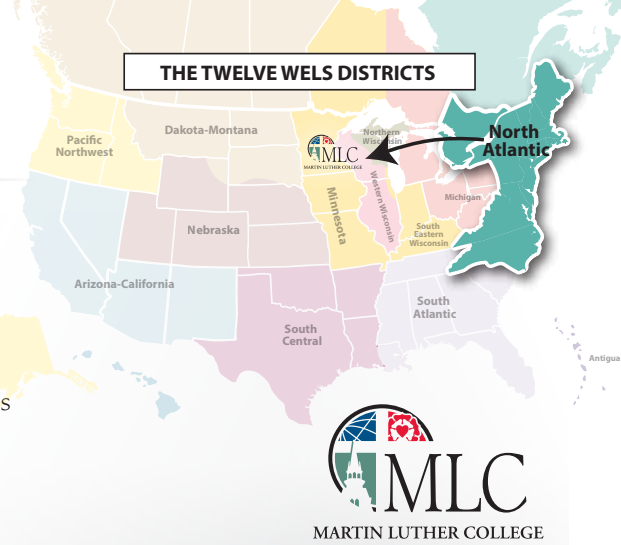 THE TWELVE WELS DISTRICTS
Pacific
Northwest
Dakota-Montana
Northern
Wisconsin
North
Atlantic
MLC
MARTIN LUTHER COLLEGE
Minnesota
Western Wisconsin
Michigan
Nebraska
South
Eastern
Wisconsin
Arizona-California
South
Central
South
Atlantic
Antigua
s
MLC
MARTIN LUTHER COLLEGE